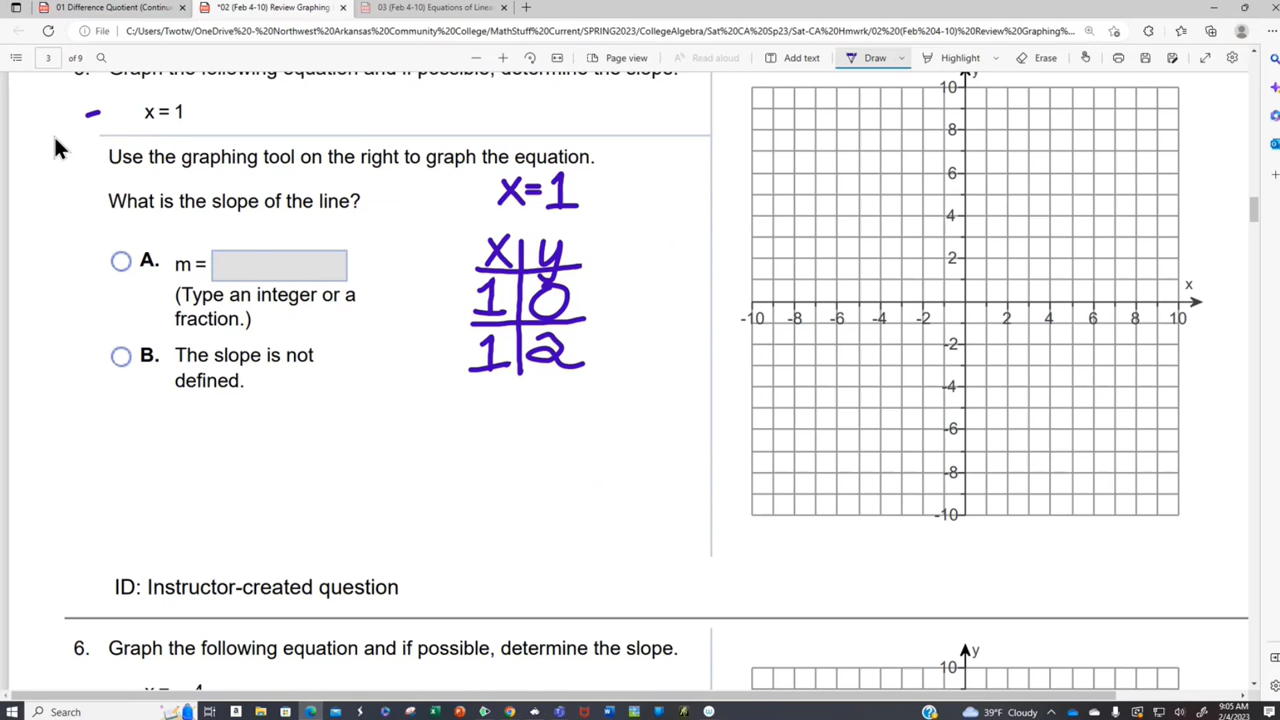 01 Difference Quotient (Continued
*02 (Feb 4-10) Review Graphing
03 (Feb 4-10) Equations of Linea
File
C:/Users/Twotw/OneDrive%20-%20Northwest%20Arkansas%20Community%20College/MathStuff%20Current/SPRING2023/CollegeAlgebra/Sat%20CA%20Sp23/Sat-CA%20Hmwrk/02%20(Feb%204-10)%20Review%20Graphing%...
3 of 9
Page view
Read aloud
Add text
Draw
Highlight
Erase
Graph the following equation and if possible, determine the slope.
x = 1
Use the graphing tool on the right to graph the equation.
What is the slope of the line?
A. m =
(Type an integer or a
fraction.)
B. The slope is not
defined.
x=1
x y
1 0
1 2
y
10
8
6
4
2
x
-10 -8 -6 -4 -2 2 4 6 8 10
-2
-4
-6
-8
-10
ID: Instructor-created question
6. Graph the following equation and if possible, determine the slope.
y
10
Search
39°F Cloudy
9:05 AM
2/4/2023